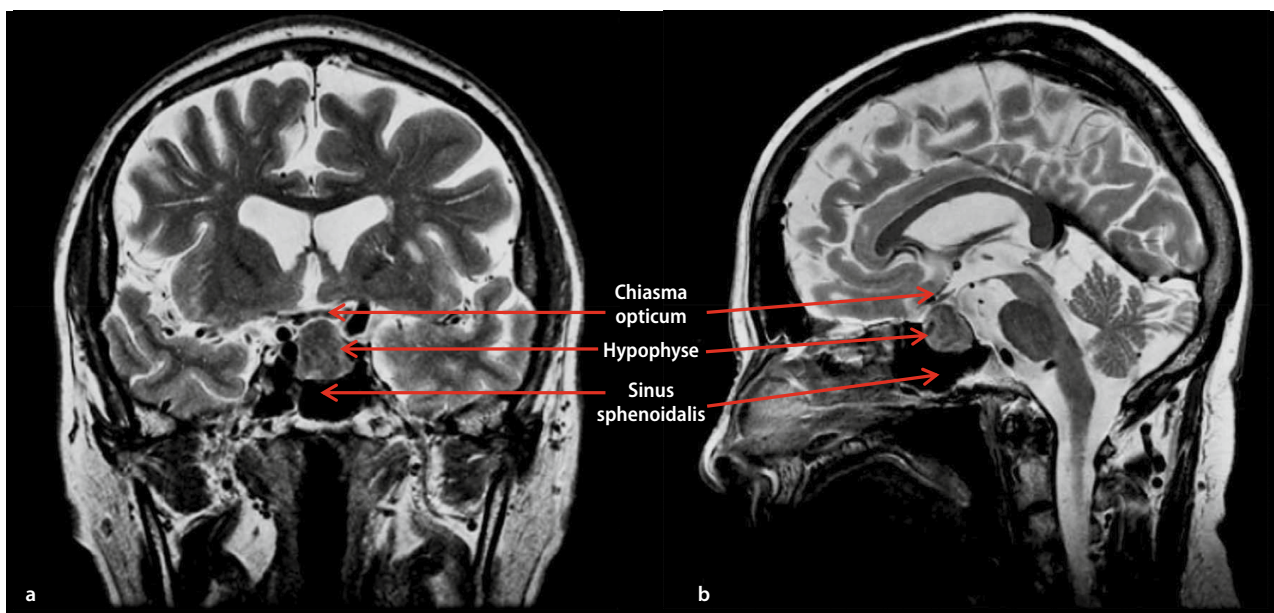 Chiasma
opticum
Hypophyse
Sinus
sphenoidalis
a
b